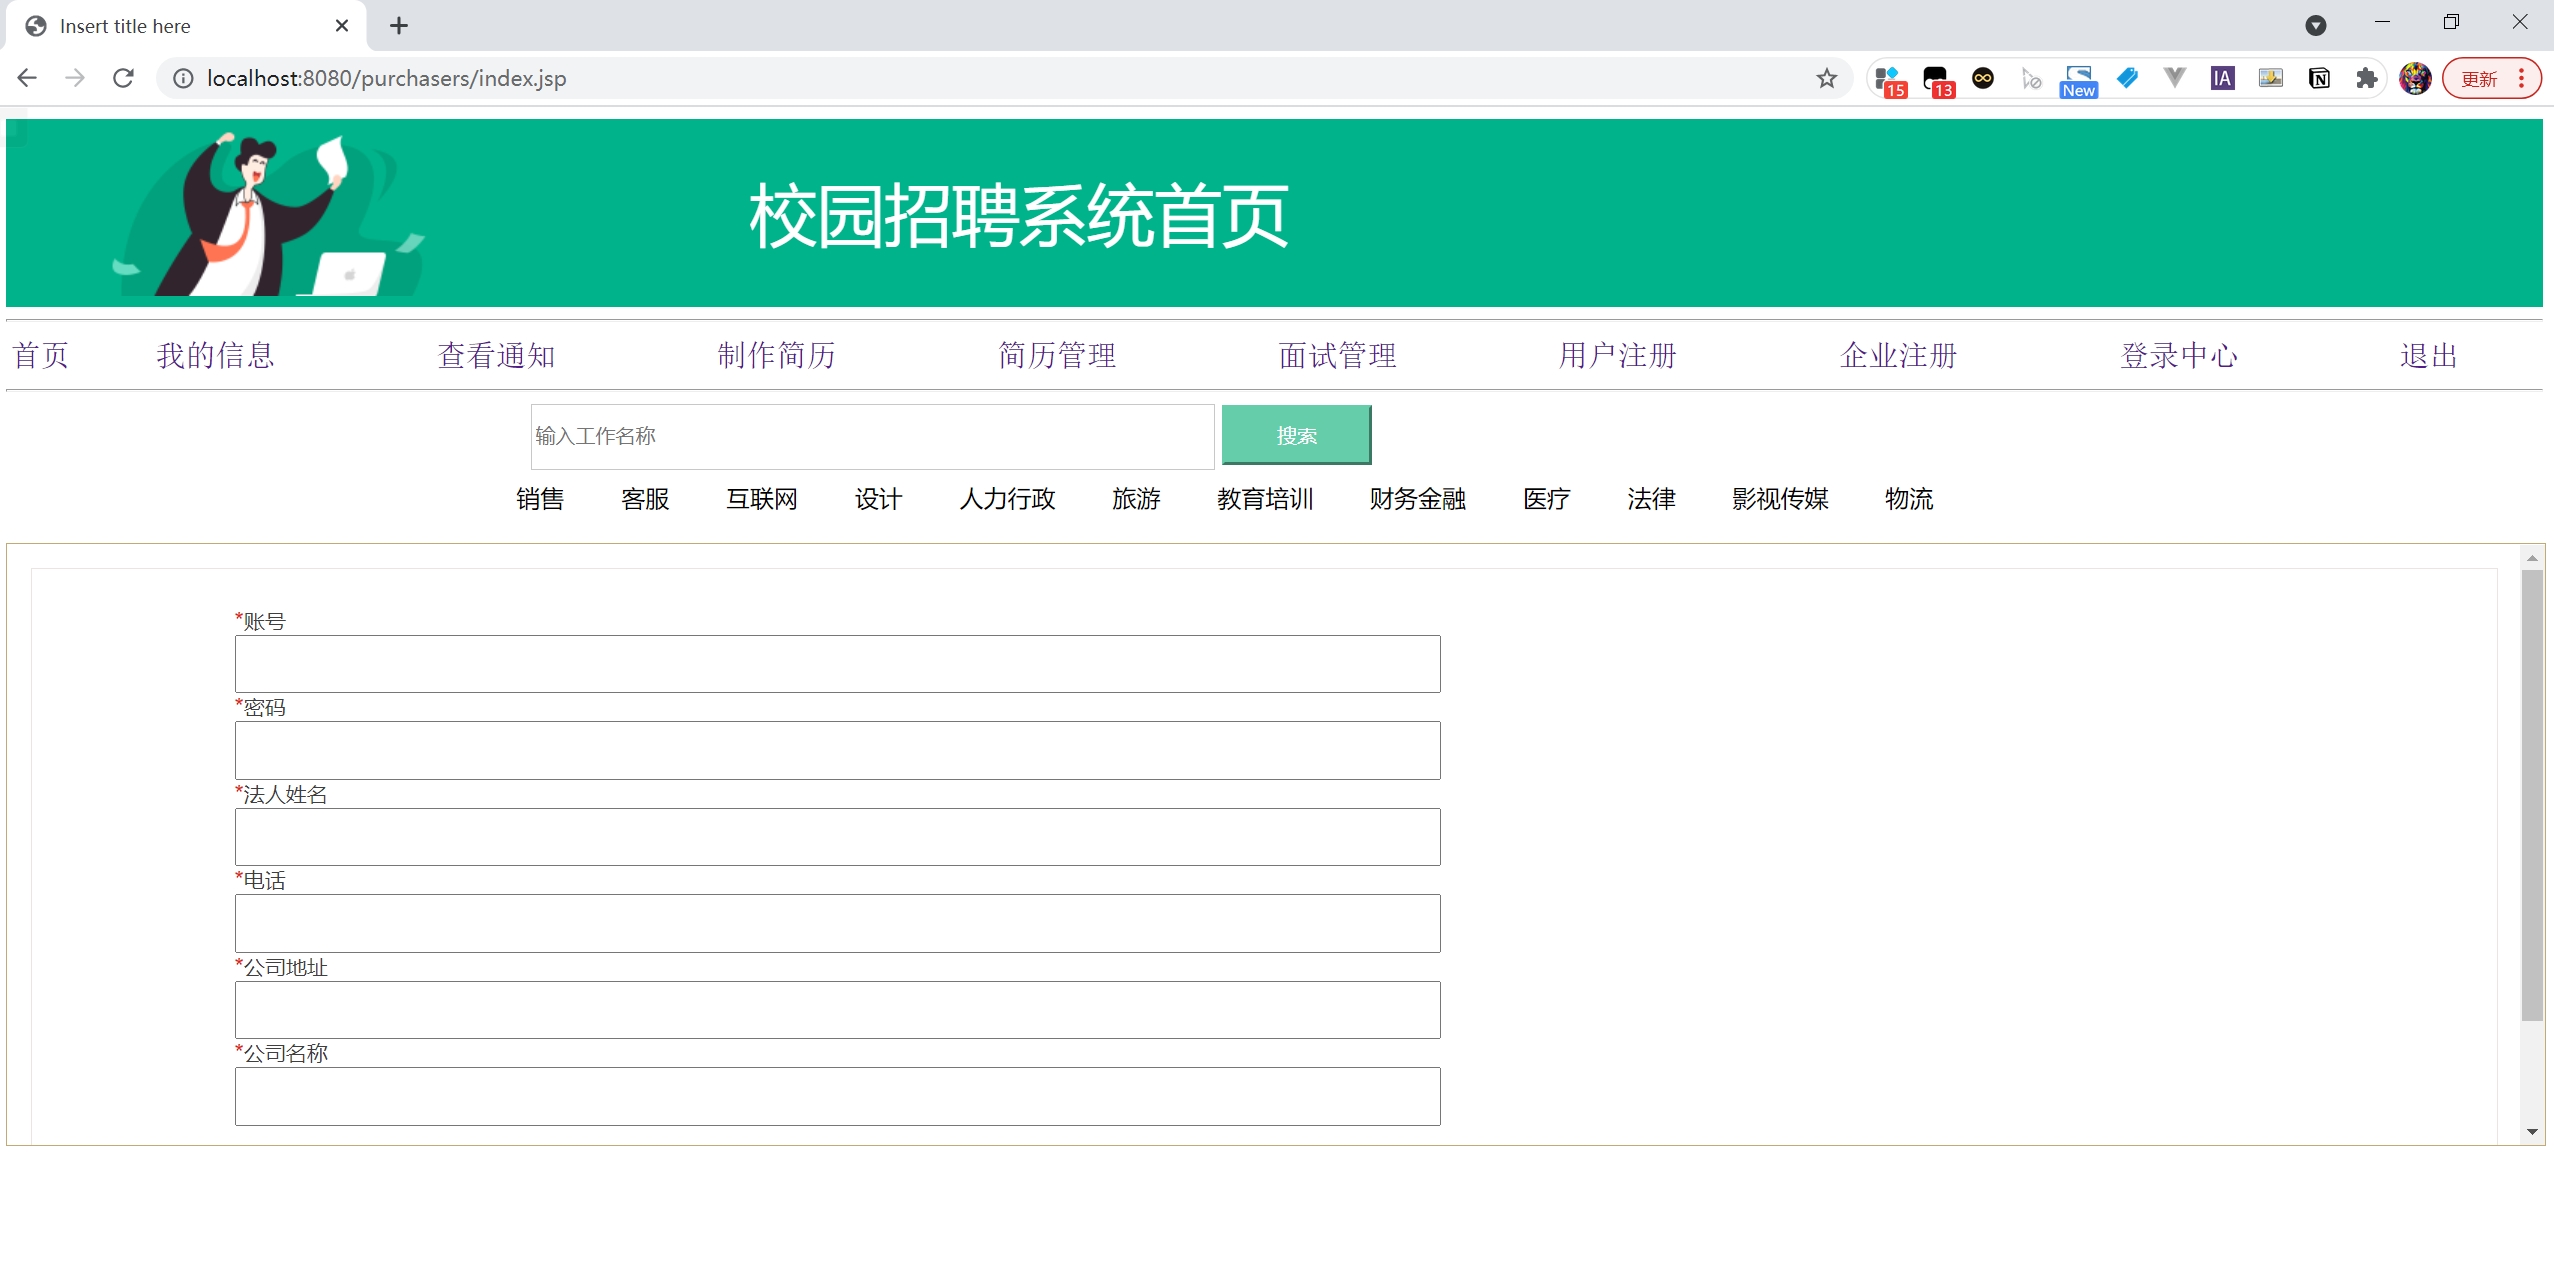 Insert title here
localhost:8080/purchasers/index.jsp
15 13 New IA N 更新
校园招聘系统首页
首页 我的信息 查看通知 制作简历 简历管理 面试管理 用户注册 企业注册 登录中心 退出
输入工作名称 搜索
销售 客服 互联网 设计 人力行政 旅游 教育培训 财务金融 医疗 法律 影视传媒 物流
*账号
*密码
*法人姓名
*电话
*公司地址
*公司名称